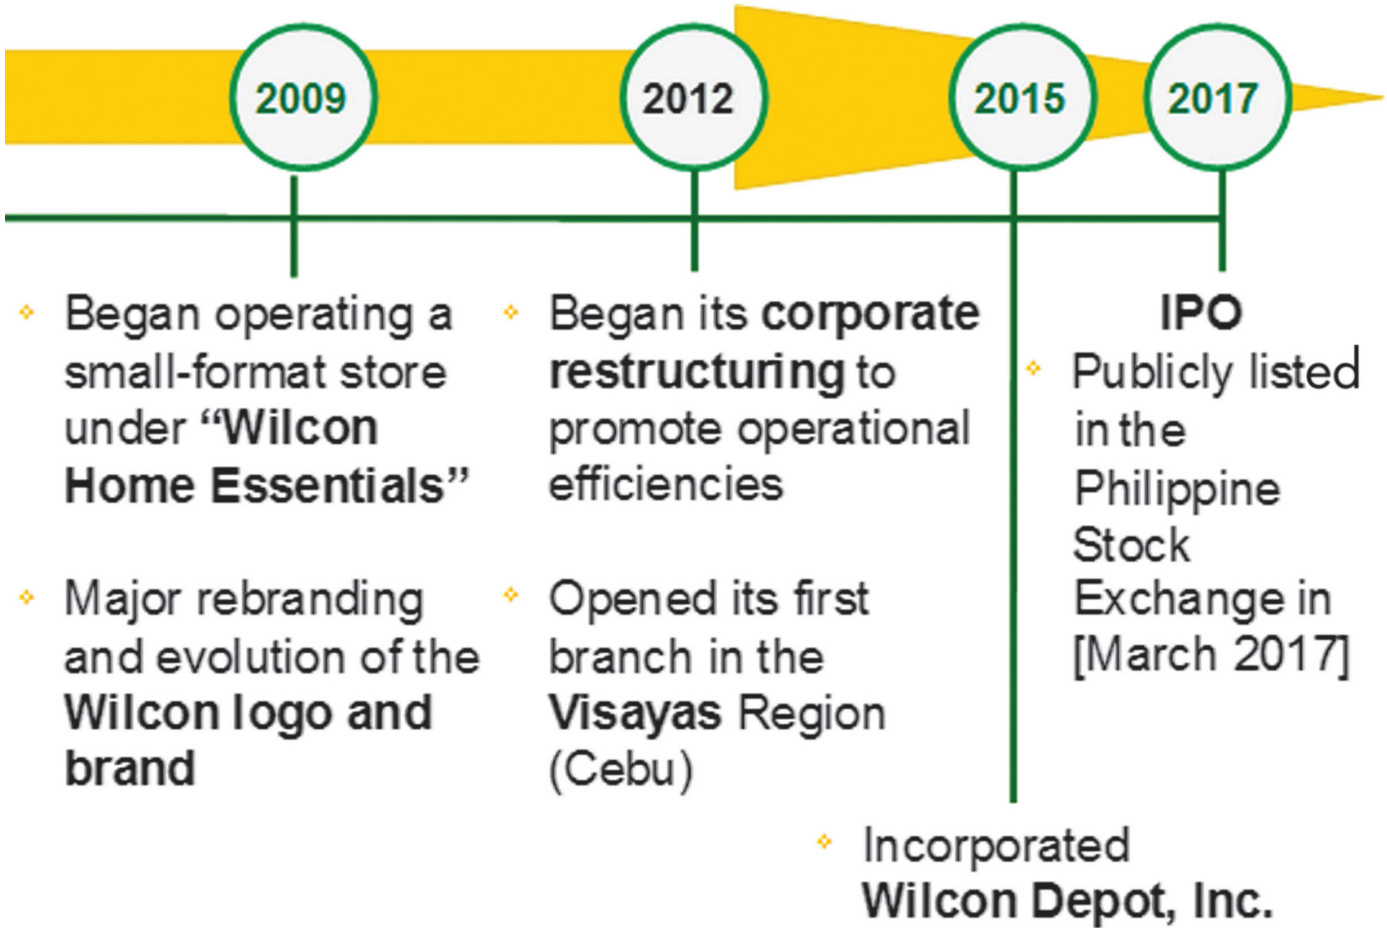 2009
2012
2015
2017
Began operating a
small-format store
under “Wilcon
Home Essentials”
Major rebranding
and evolution of the
Wilcon logo and
brand
Began its corporate
restructuring to
promote operational
efficiencies
Opened its first
branch in the
Visayas Region
(Cebu)
Incorporated
Wilcon Depot, Inc.
IPO
Publicly listed
in the
Philippine
Stock
Exchange in
[March 2017]